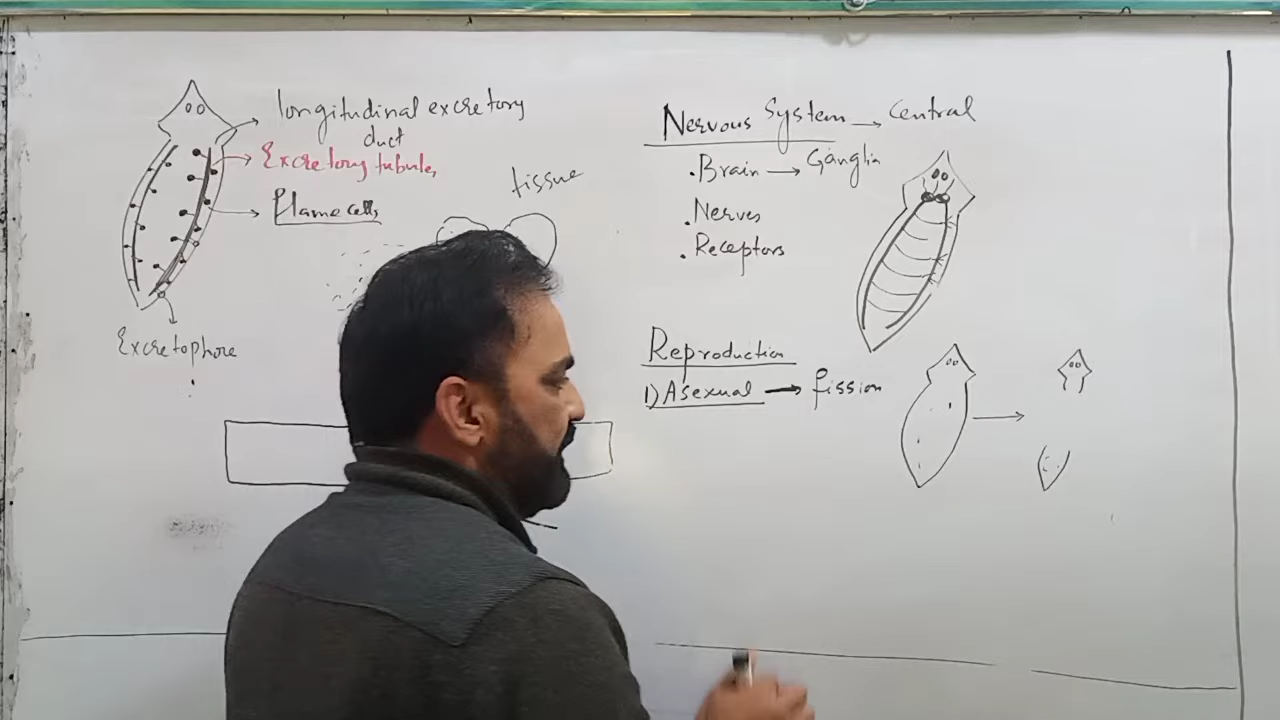 longitudinal excretory
duct
Excretory tubules
Flame cells
tissue
Excretophore
Nervous System → Central
. Brain → Ganglia
. Nerves
. Receptors
Reproduction
1) Asexual → fission